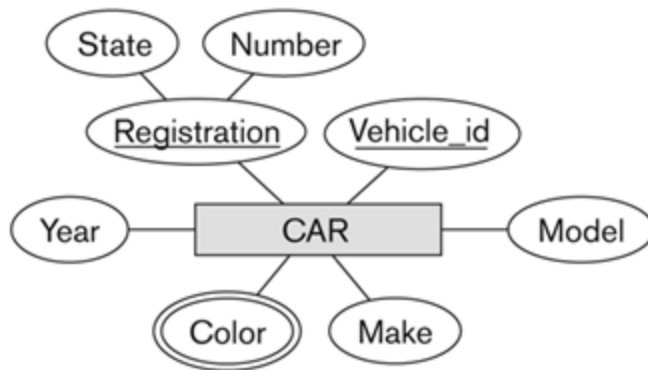 State
Number
Registration
Vehicle_id
Year
CAR
Model
Color
Make